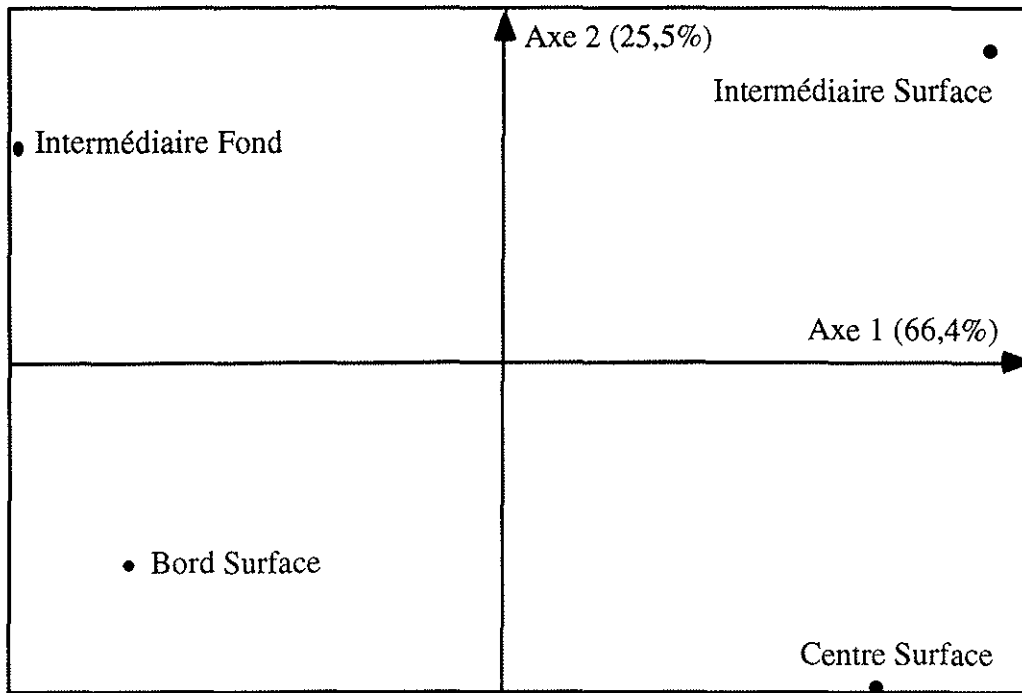 Axe 2 (25,5%)
Intermédiaire Surface
Intermédiaire Fond
Axe 1 (66,4%)
Bord Surface
Centre Surface